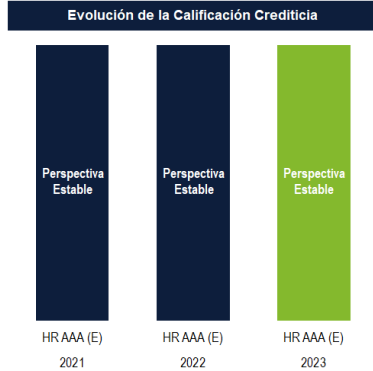 Evolución de la Calificación Crediticia
Perspectiva
Estable
Perspectiva
Estable
Perspectiva
Estable
HR AAA (E)
HR AAA (E)
HR AAA (E)
2021
2022
2023